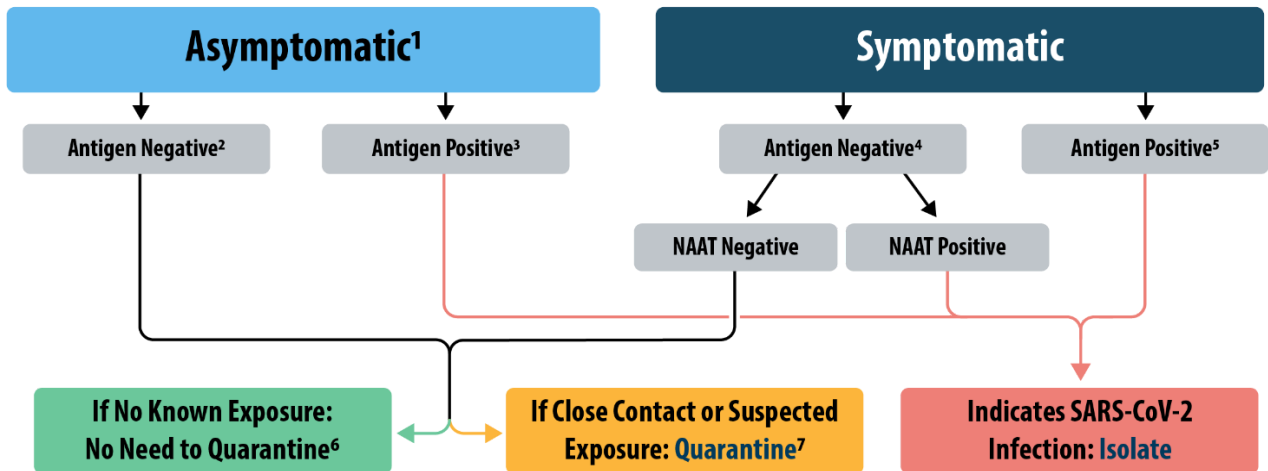 Asymptomatic¹
Symptomatic
Antigen Negative²
Antigen Positive³
Antigen Negative⁴
Antigen Positive⁵
NAAT Negative
NAAT Positive
If No Known Exposure:
No Need to Quarantine⁶
If Close Contact or Suspected
Exposure: Quarantine⁷
Indicates SARS-CoV-2
Infection: Isolate